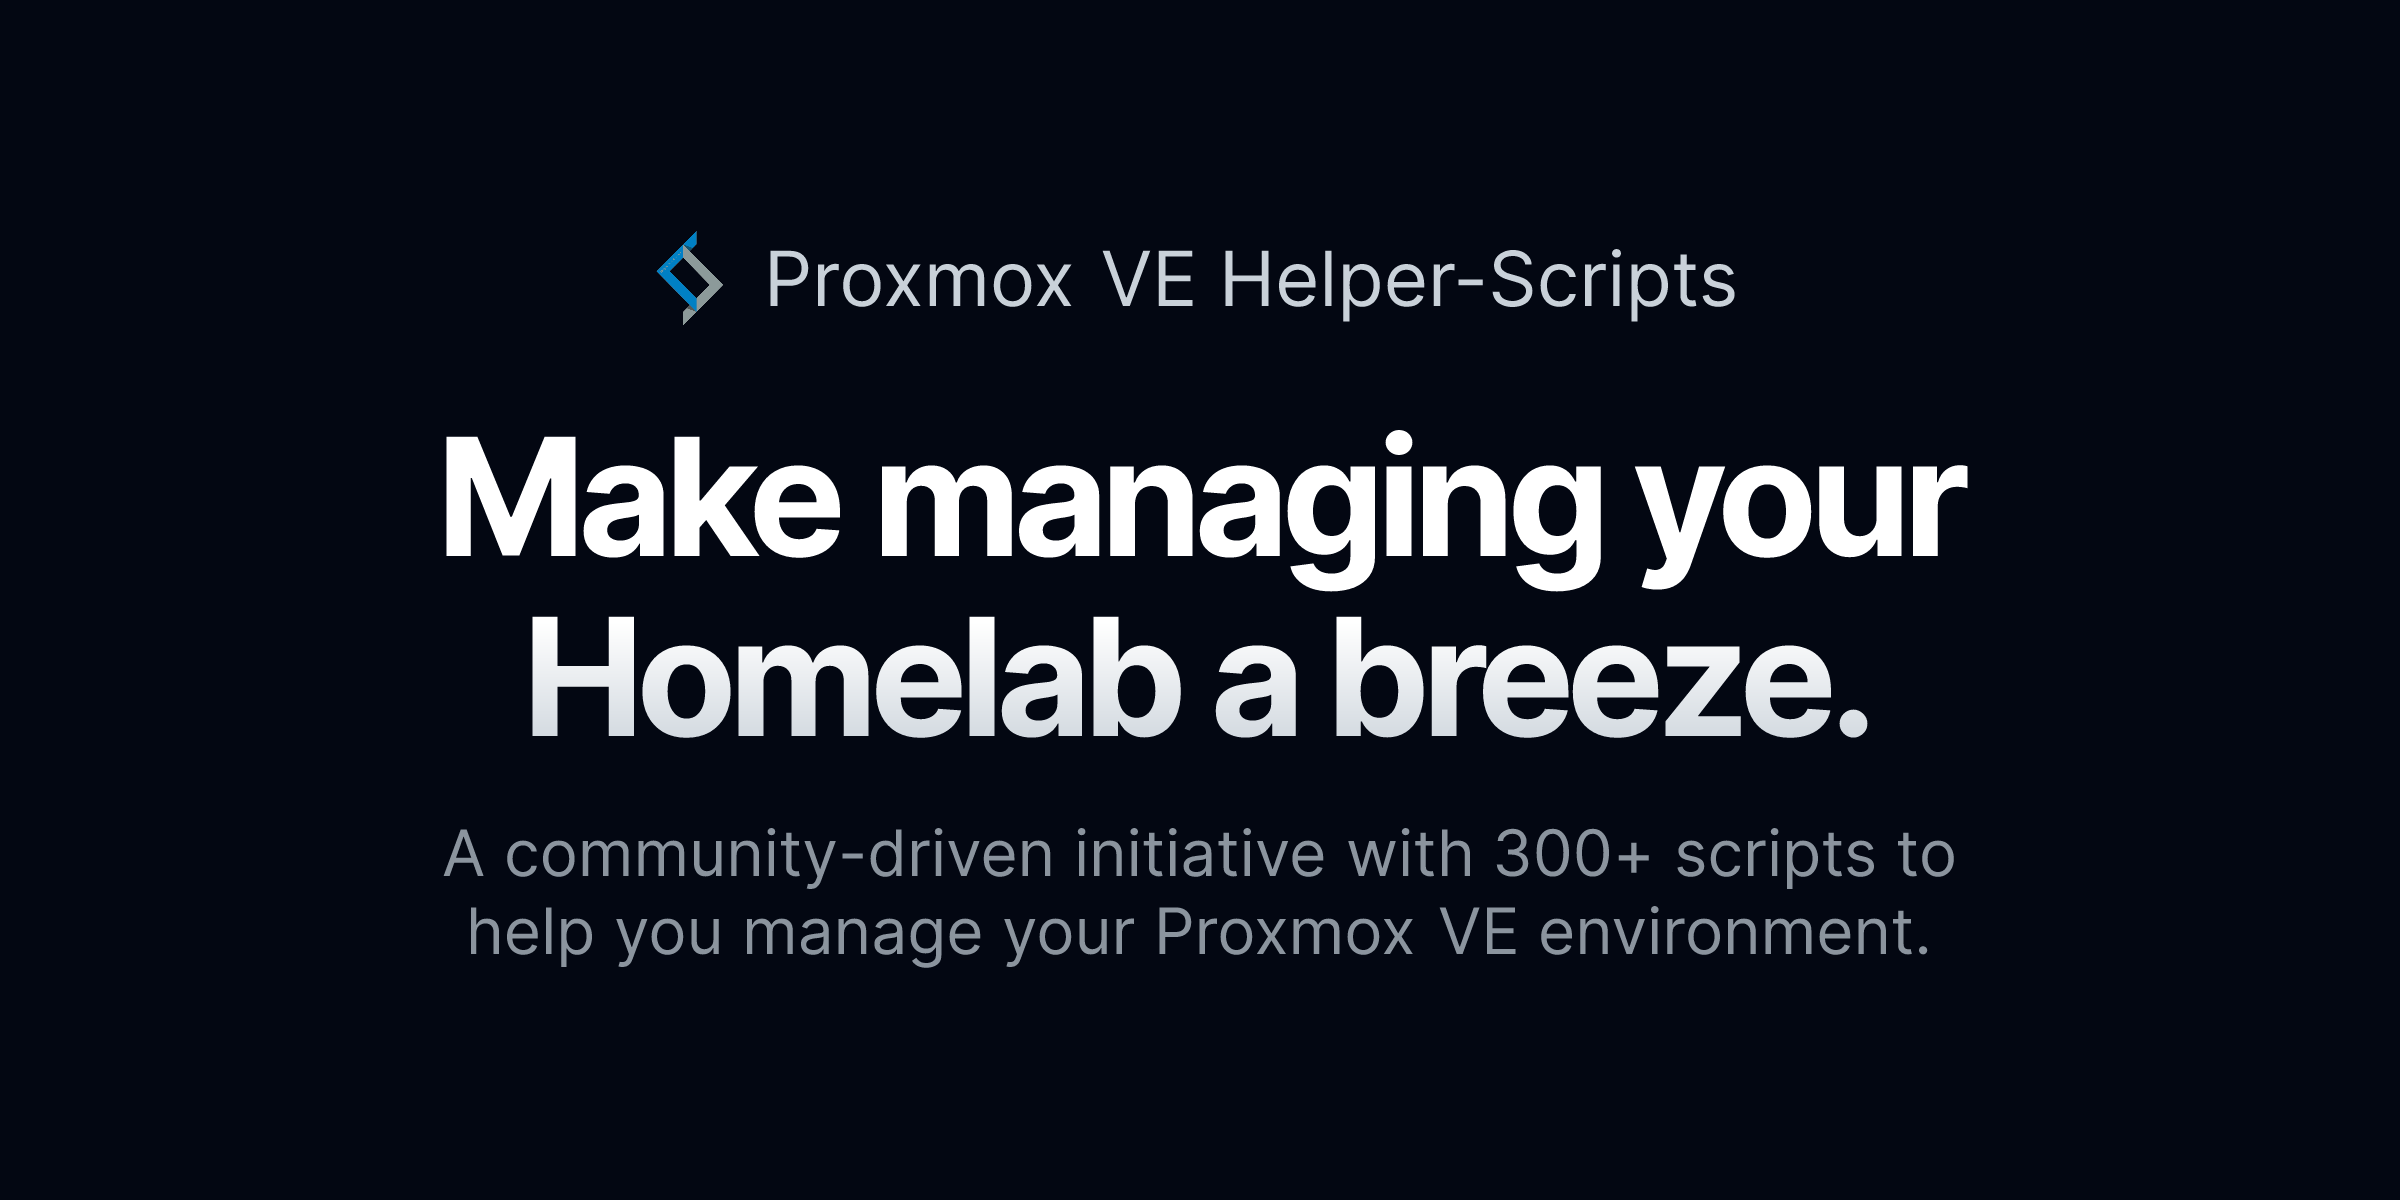 Proxmox VE Helper-Scripts
Make managing your
Homelab a breeze.
A community-driven initiative with 300+ scripts to
help you manage your Proxmox VE environment.